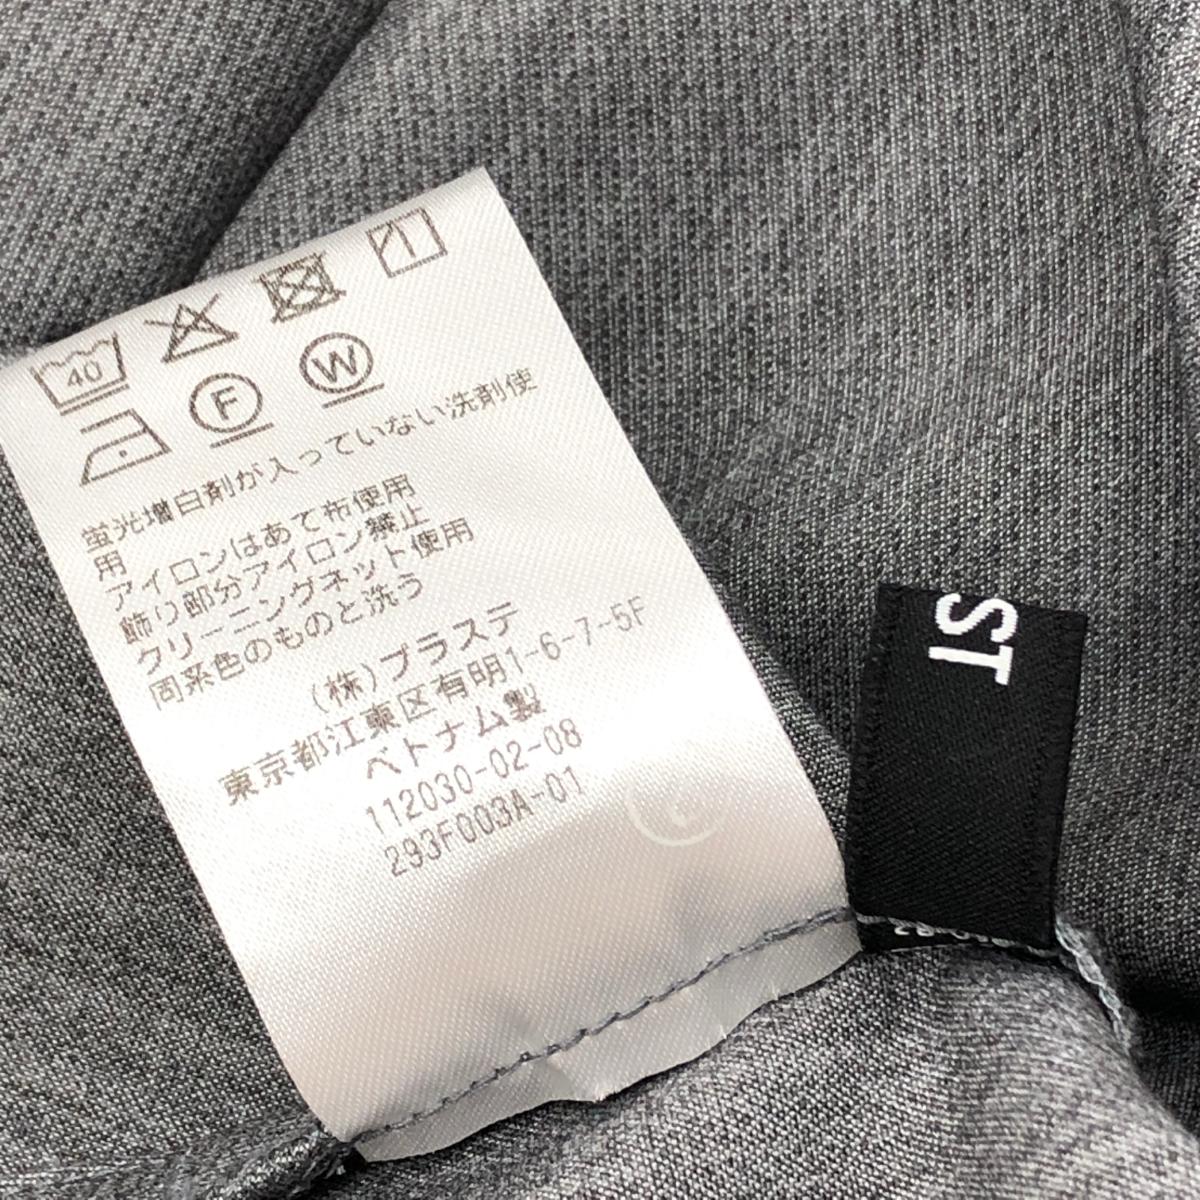 40
F
W
蛍光増白剤が入っていない洗剤使
用
アイロンはあて布使用
飾り部分アイロン禁止
クリーニングネット使用
同系色のものと洗う
(株)プラステ
東京都江東区有明1-6-7-5F
ベトナム製
112030-02-08
293F003A-01
ST